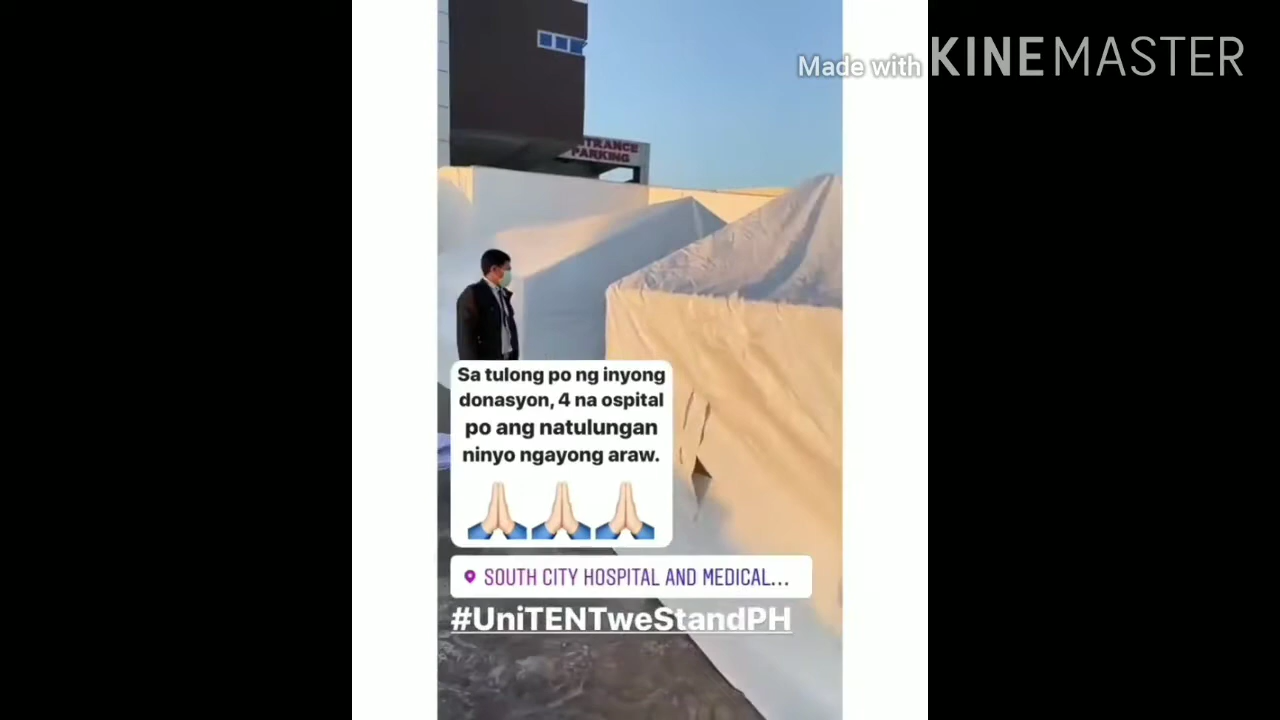 Made with KINEMASTER
PARKING
Sa tulong po ng inyong
donasyon, 4 na ospital
po ang natulungan
ninyo ngayong araw.
SOUTH CITY HOSPITAL AND MEDICAL...
#UniTENTweStandPH